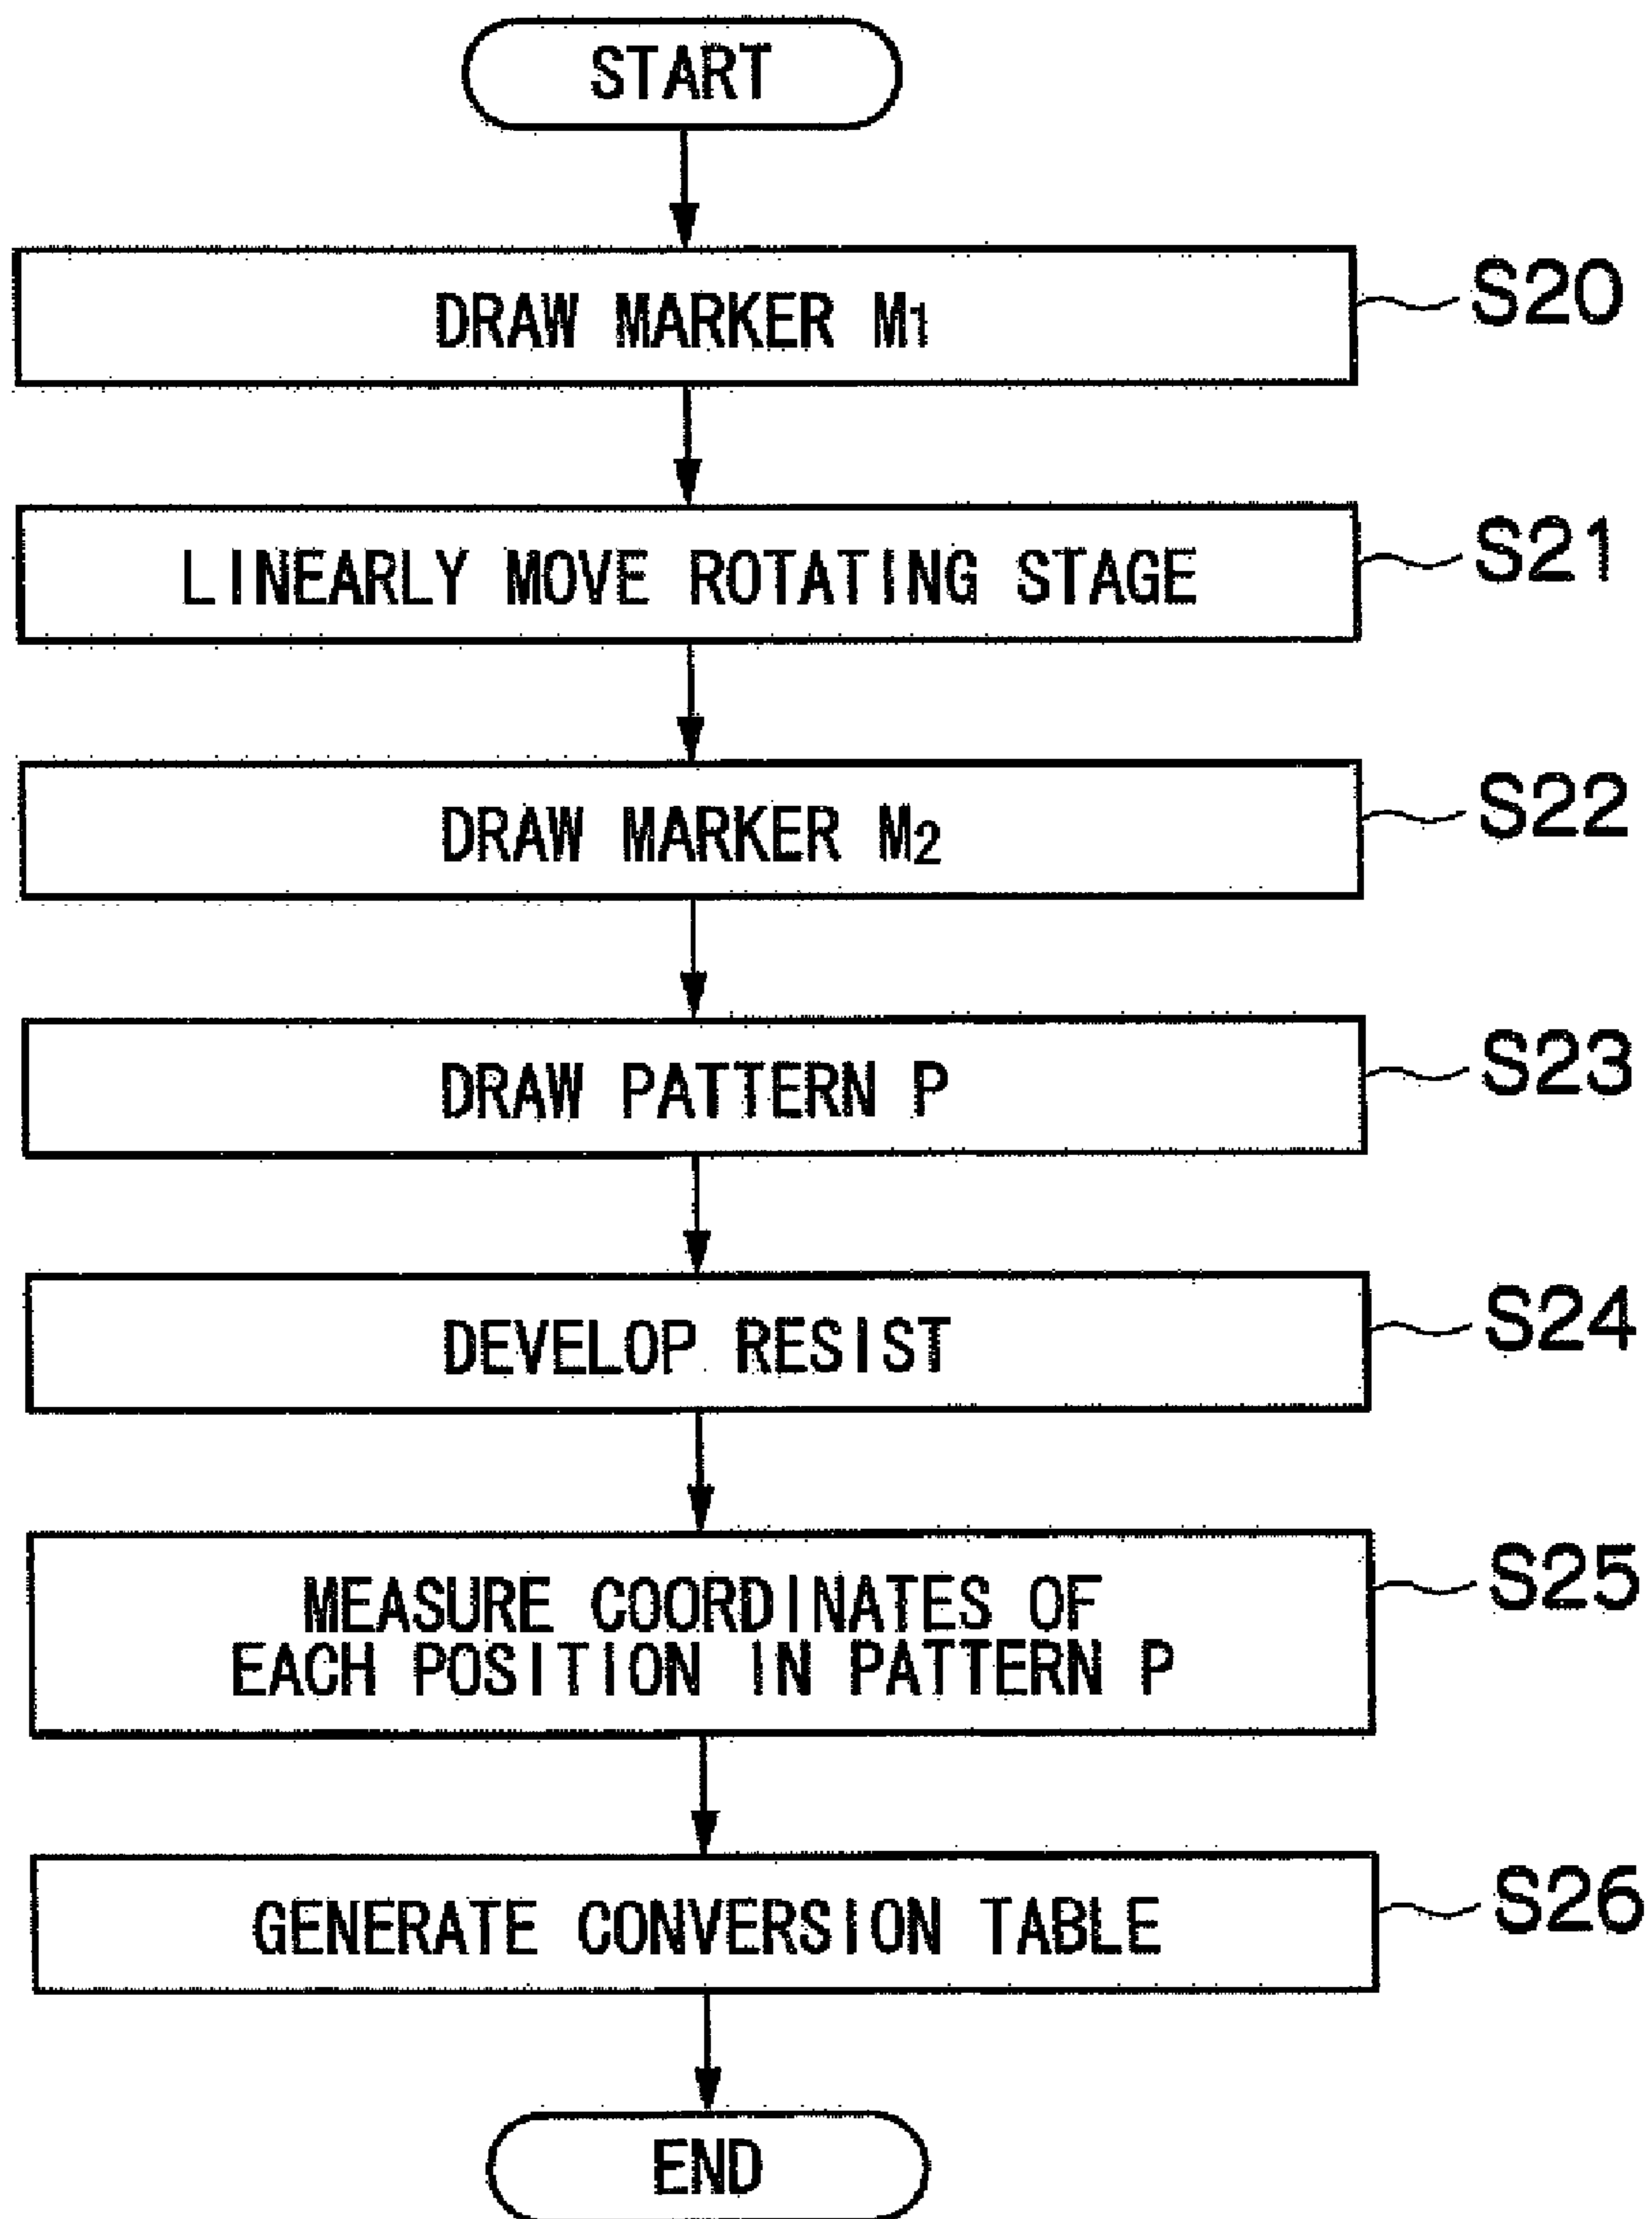 START
DRAW MARKER M1
S20
LINEARLY MOVE ROTATING STAGE
S21
DRAW MARKER M2
S22
DRAW PATTERN P
S23
DEVELOP RESIST
S24
MEASURE COORDINATES OF
EACH POSITION IN PATTERN P
S25
GENERATE CONVERSION TABLE
S26
END